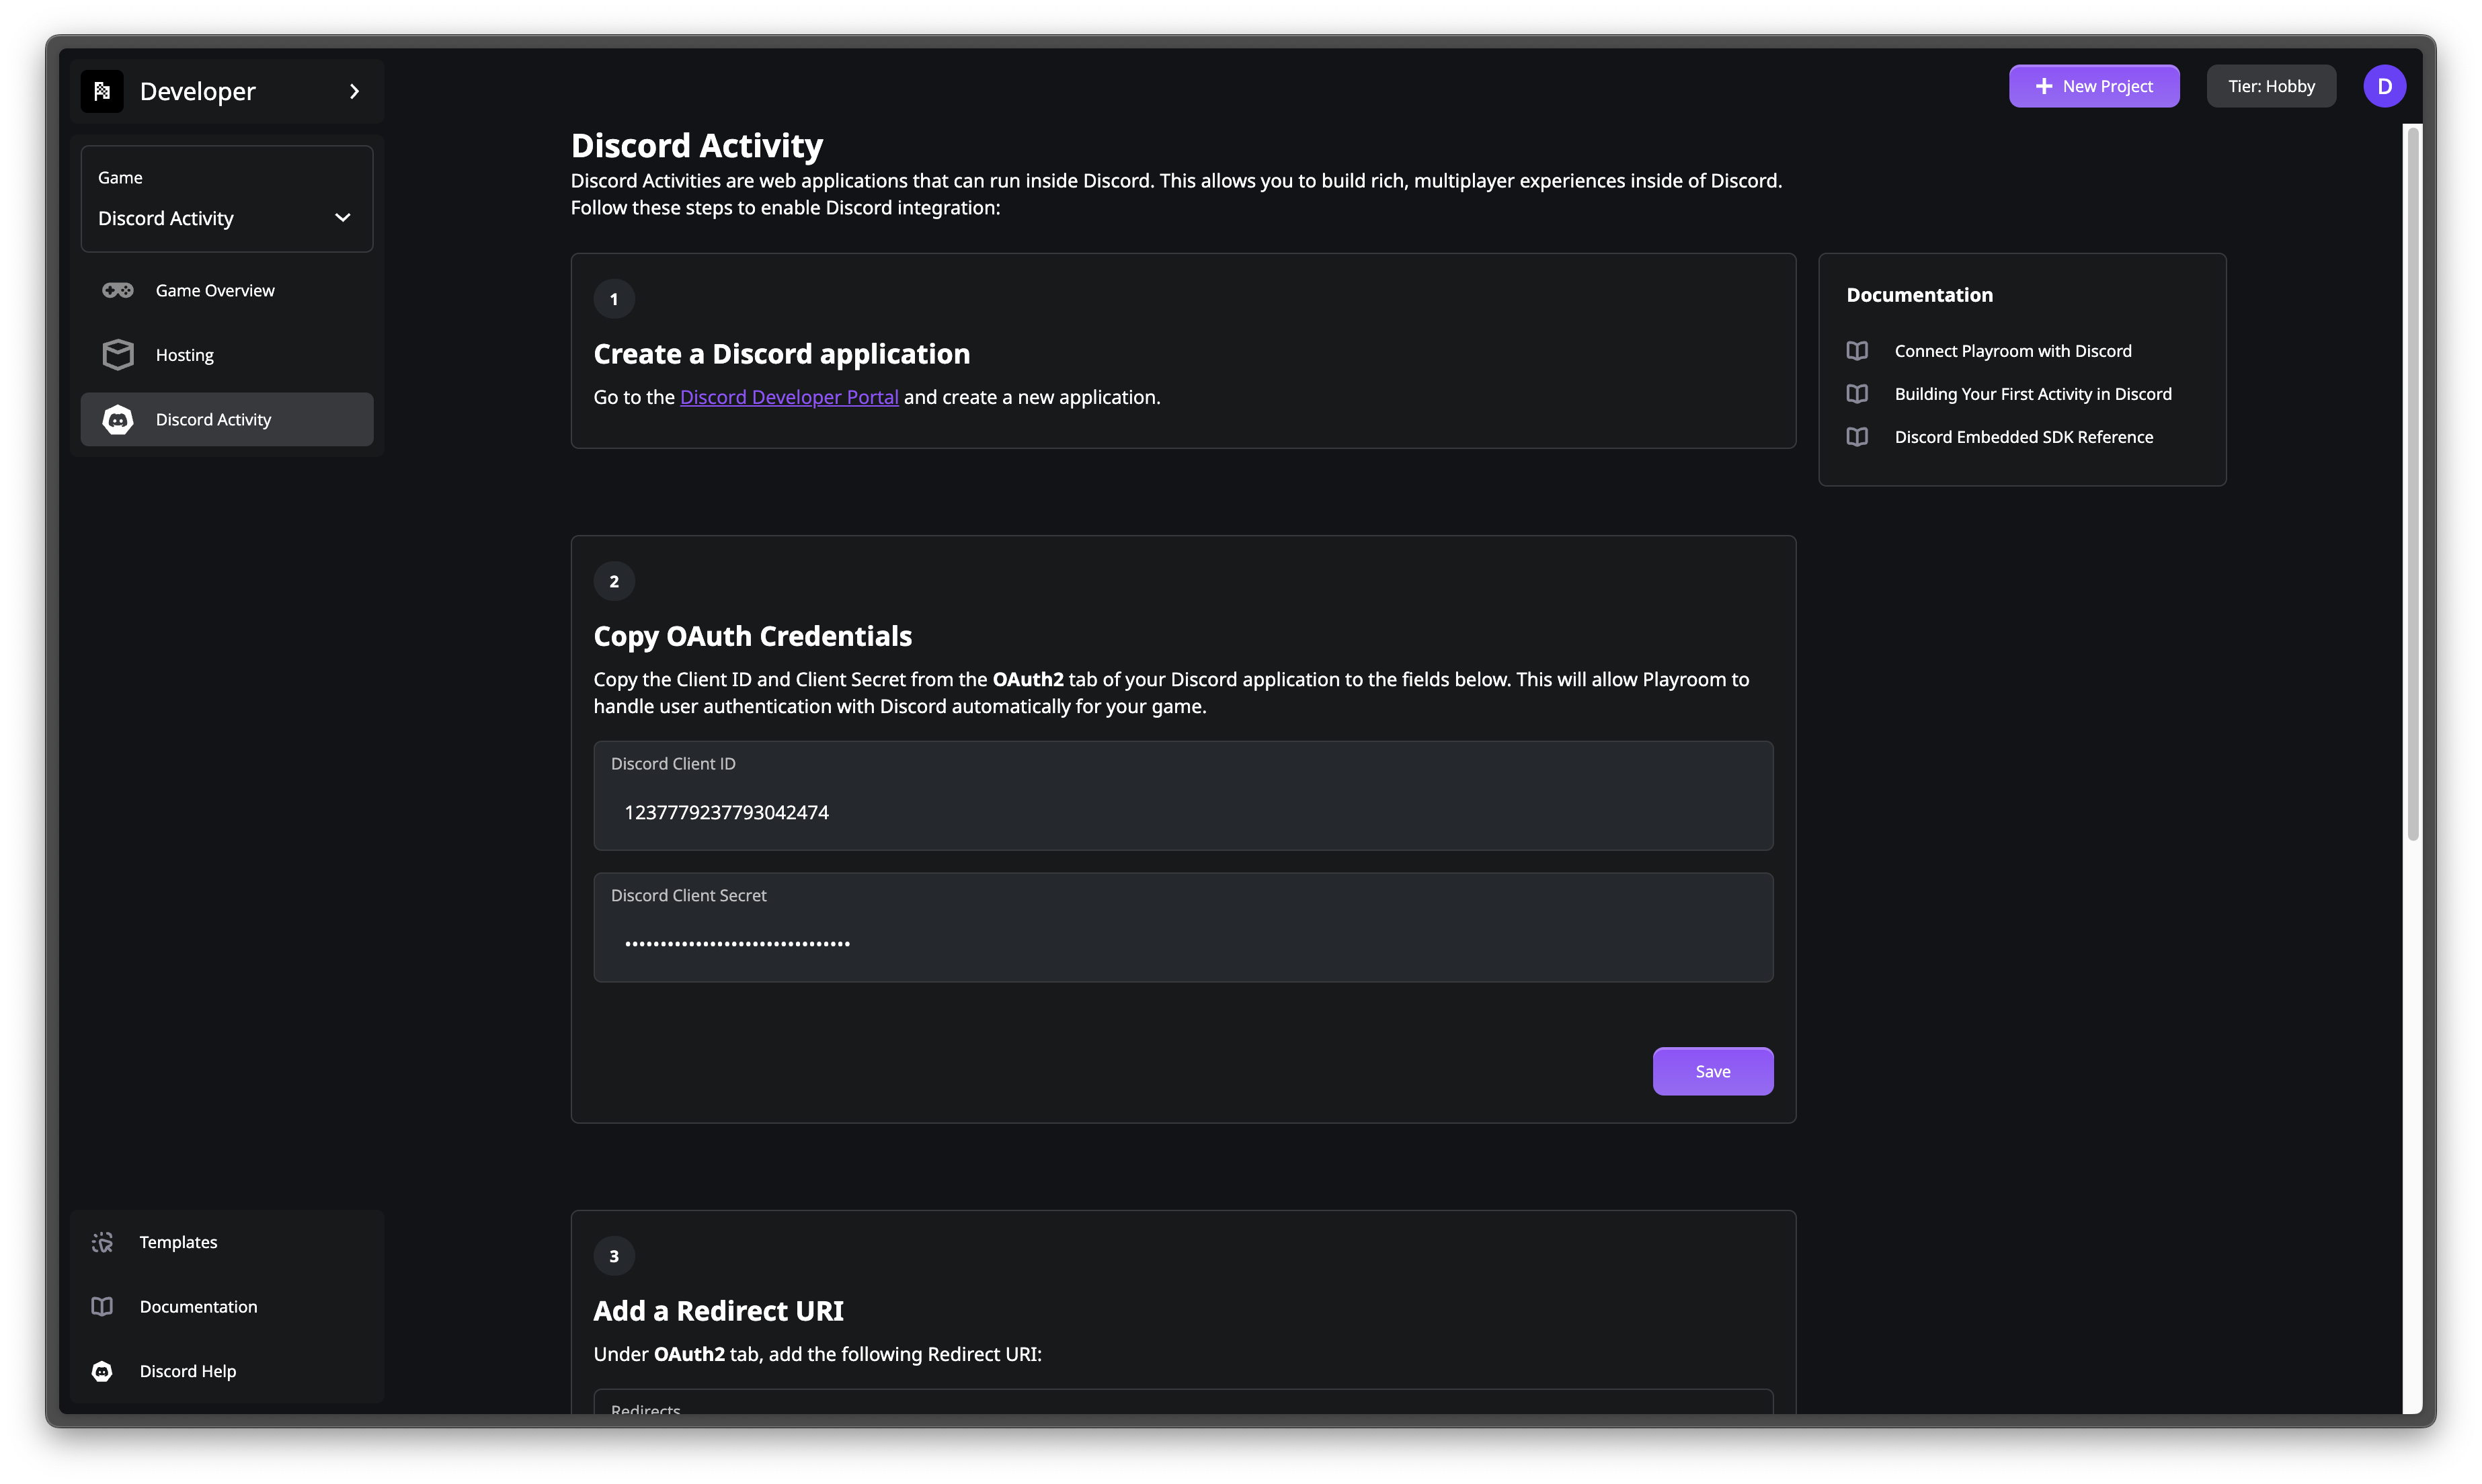 Developer
Game
Discord Activity
Game Overview
Hosting
Discord Activity
Templates
Documentation
Discord Help
New Project
Tier: Hobby
D
Discord Activity
Discord Activities are web applications that can run inside Discord. This allows you to build rich, multiplayer experiences inside of Discord.
Follow these steps to enable Discord integration:
1
Create a Discord application
Go to the Discord Developer Portal and create a new application.
2
Copy OAuth Credentials
Copy the Client ID and Client Secret from the OAuth2 tab of your Discord application to the fields below. This will allow Playroom to
handle user authentication with Discord automatically for your game.
Discord Client ID
1237779237793042474
Discord Client Secret
••••••••••••••••••••••••••••••••
Save
3
Add a Redirect URI
Under OAuth2 tab, add the following Redirect URI:
Redirects
Documentation
Connect Playroom with Discord
Building Your First Activity in Discord
Discord Embedded SDK Reference